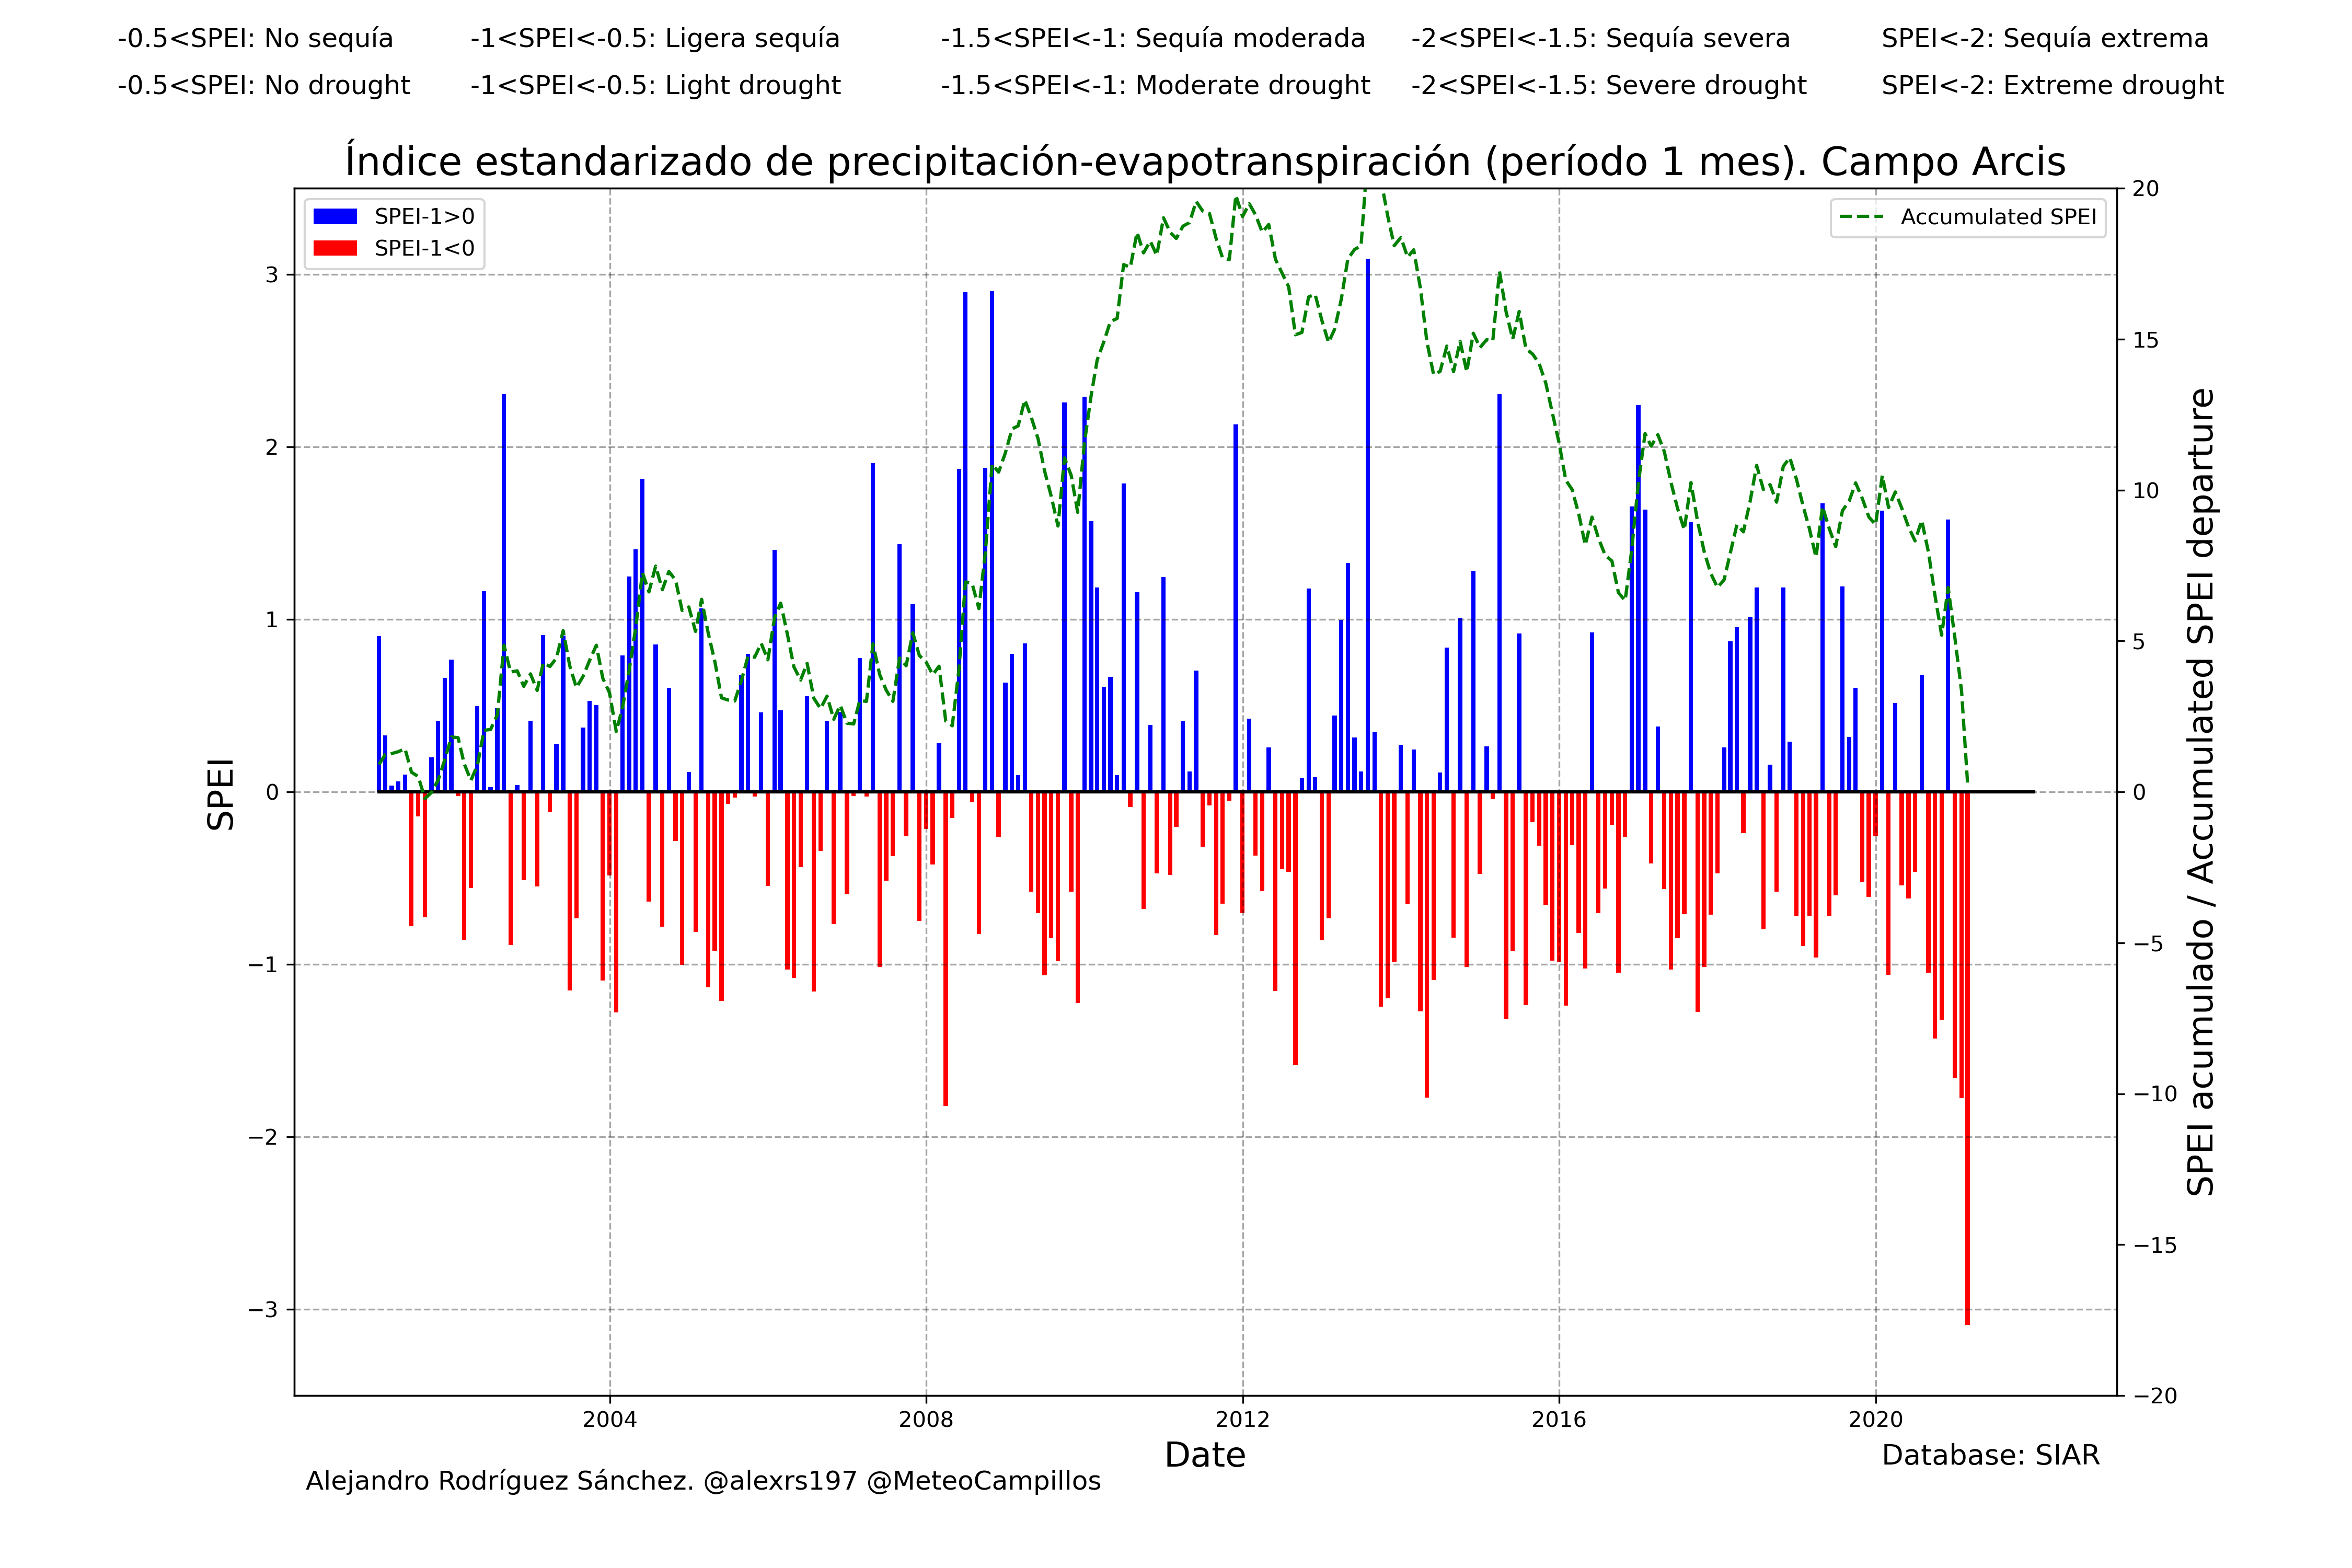 -0.5<SPEI: No sequía -1<SPEI<-0.5: Ligera sequía -1.5<SPEI<-1: Sequía moderada -2<SPEI<-1.5: Sequía severa SPEI<-2: Sequía extrema
-0.5<SPEI: No drought -1<SPEI<-0.5: Light drought -1.5<SPEI<-1: Moderate drought -2<SPEI<-1.5: Severe drought SPEI<-2: Extreme drought
Índice estandarizado de precipitación-evapotranspiración (período 1 mes). Campo Arcis
SPEI-1>0
SPEI-1<0
Accumulated SPEI
SPEI
3
2
1
0
−1
−2
−3
20
15
10
5
0
−5
−10
−15
−20
SPEI acumulado / Accumulated SPEI departure
2004 2008 2012 2016 2020
Date
Database: SIAR
Alejandro Rodríguez Sánchez. @alexrs197 @MeteoCampillos